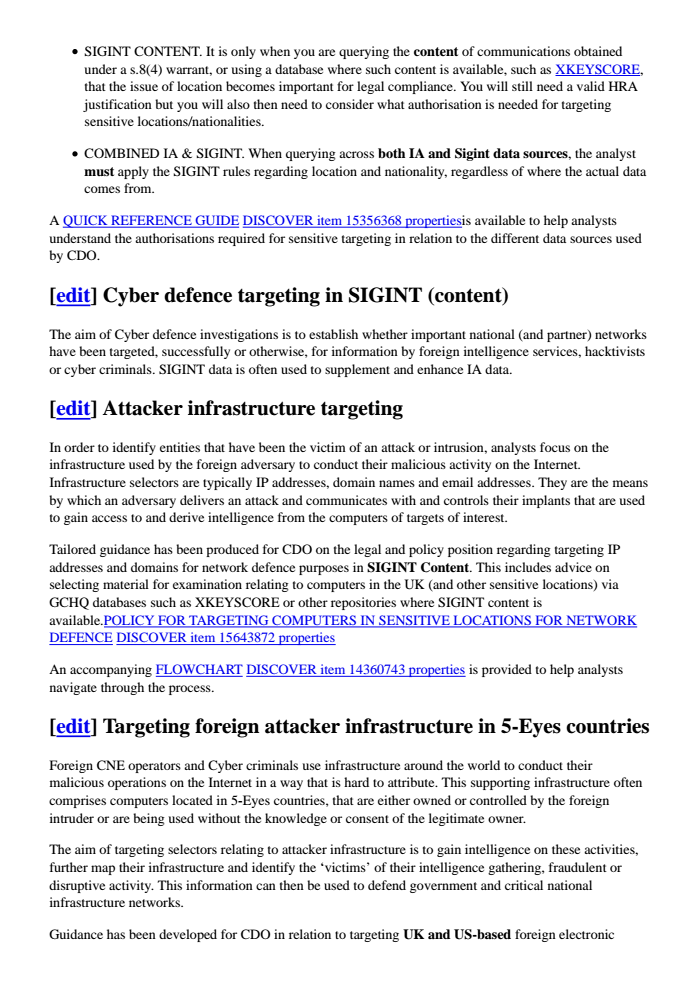 • SIGINT CONTENT. It is only when you are querying the content of communications obtained
under a s.8(4) warrant, or using a database where such content is available, such as XKEYSCORE,
that the issue of location becomes important for legal compliance. You will still need a valid HRA
justification but you will also then need to consider what authorisation is needed for targeting
sensitive locations/nationalities.
• COMBINED IA & SIGINT. When querying across both IA and Sigint data sources, the analyst
must apply the SIGINT rules regarding location and nationality, regardless of where the actual data
comes from.
A QUICK REFERENCE GUIDE DISCOVER item 15356368 propertiesis available to help analysts
understand the authorisations required for sensitive targeting in relation to the different data sources used
by CDO.
[edit] Cyber defence targeting in SIGINT (content)
The aim of Cyber defence investigations is to establish whether important national (and partner) networks
have been targeted, successfully or otherwise, for information by foreign intelligence services, hacktivists
or cyber criminals. SIGINT data is often used to supplement and enhance IA data.
[edit] Attacker infrastructure targeting
In order to identify entities that have been the victim of an attack or intrusion, analysts focus on the
infrastructure used by the foreign adversary to conduct their malicious activity on the Internet.
Infrastructure selectors are typically IP addresses, domain names and email addresses. They are the means
by which an adversary delivers an attack and communicates with and controls their implants that are used
to gain access to and derive intelligence from the computers of targets of interest.
Tailored guidance has been produced for CDO on the legal and policy position regarding targeting IP
addresses and domains for network defence purposes in SIGINT Content. This includes advice on
selecting material for examination relating to computers in the UK (and other sensitive locations) via
GCHQ databases such as XKEYSCORE or other repositories where SIGINT content is
available.POLICY FOR TARGETING COMPUTERS IN SENSITIVE LOCATIONS FOR NETWORK
DEFENCE DISCOVER item 15643872 properties
An accompanying FLOWCHART DISCOVER item 14360743 properties is provided to help analysts
navigate through the process.
[edit] Targeting foreign attacker infrastructure in 5-Eyes countries
Foreign CNE operators and Cyber criminals use infrastructure around the world to conduct their
malicious operations on the Internet in a way that is hard to attribute. This supporting infrastructure often
comprises computers located in 5-Eyes countries, that are either owned or controlled by the foreign
intruder or are being used without the knowledge or consent of the legitimate owner.
The aim of targeting selectors relating to attacker infrastructure is to gain intelligence on these activities,
further map their infrastructure and identify the ‘victims’ of their intelligence gathering, fraudulent or
disruptive activity. This information can then be used to defend government and critical national
infrastructure networks.
Guidance has been developed for CDO in relation to targeting UK and US-based foreign electronic